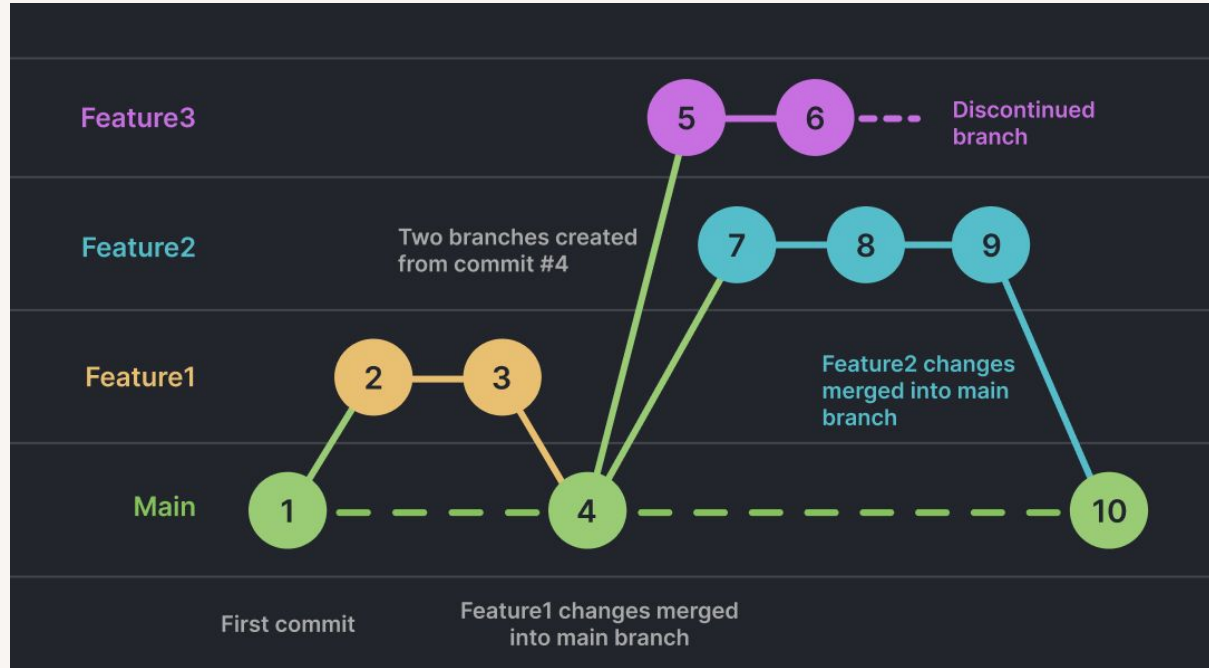 Feature3
5
6
Discontinued
branch
Feature2
Two branches created
from commit #4
7
8
9
Feature1
2
3
Feature2 changes
merged into main
branch
Main
1
4
10
First commit
Feature1 changes merged
into main branch